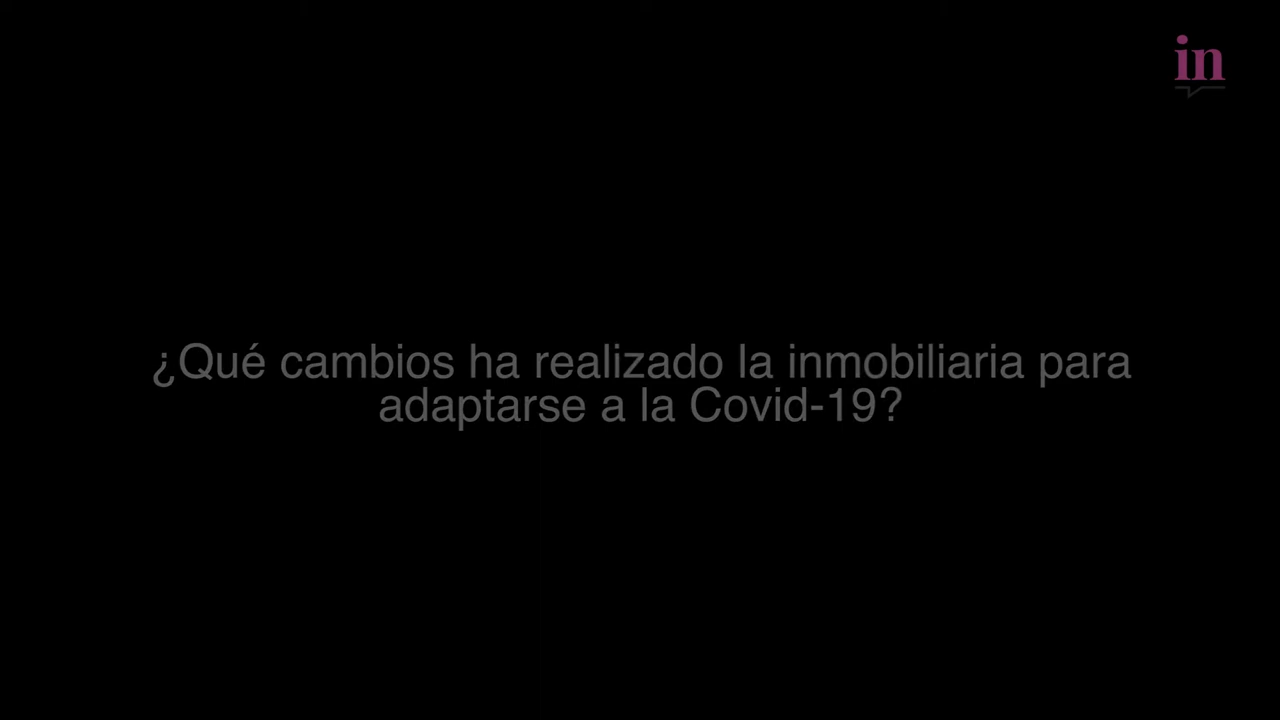 in
¿Qué cambios ha realizado la inmobiliaria para
adaptarse a la Covid-19?